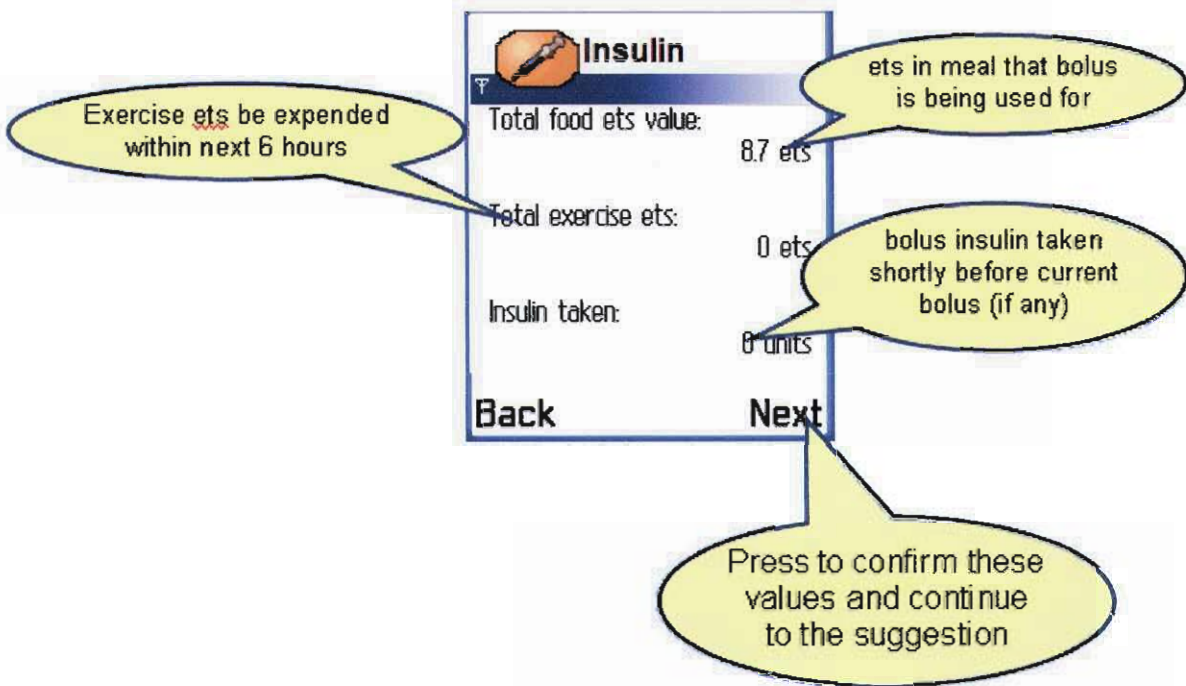 Insulin
ets in meal that bolus
is being used for
Exercise ets be expended
within next 6 hours
Total food ets value:
8.7 ets
Total exercise ets:
0 ets
bolus insulin taken
shortly before current
bolus (if any)
Insulin taken:
0 units
Back
Next
Press to confirm these
values and continue
to the suggestion